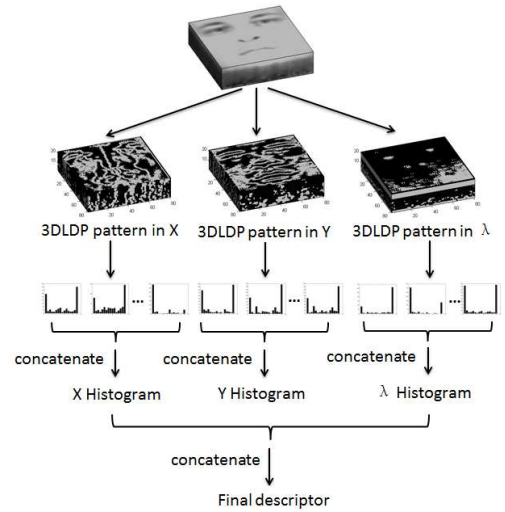 3DLDP pattern in X
3DLDP pattern in Y
3DLDP pattern in λ
...
...
...
concatenate
concatenate
concatenate
X Histogram
Y Histogram
λ Histogram
concatenate
Final descriptor